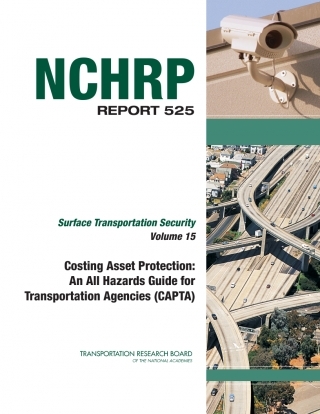 NCHRP
REPORT 525
Surface Transportation Security
Volume 15
Costing Asset Protection:
An All Hazards Guide for
Transportation Agencies (CAPTA)
TRANSPORTATION RESEARCH BOARD
OF THE NATIONAL ACADEMIES